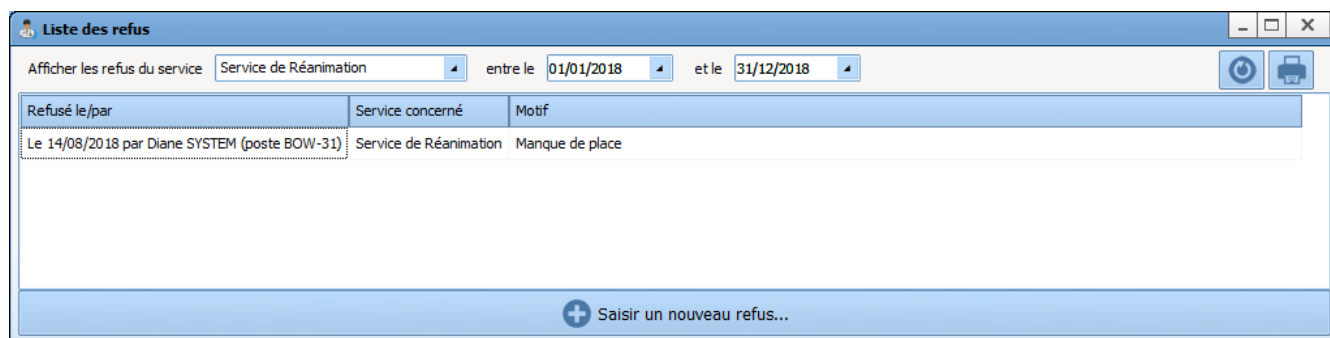 Liste des refus
Afficher les refus du service Service de Réanimation entre le 01/01/2018 et le 31/12/2018
Refusé le/par Service concerné Motif
Le 14/08/2018 par Diane SYSTEM (poste BOW-31) Service de Réanimation Manque de place
Saisir un nouveau refus...